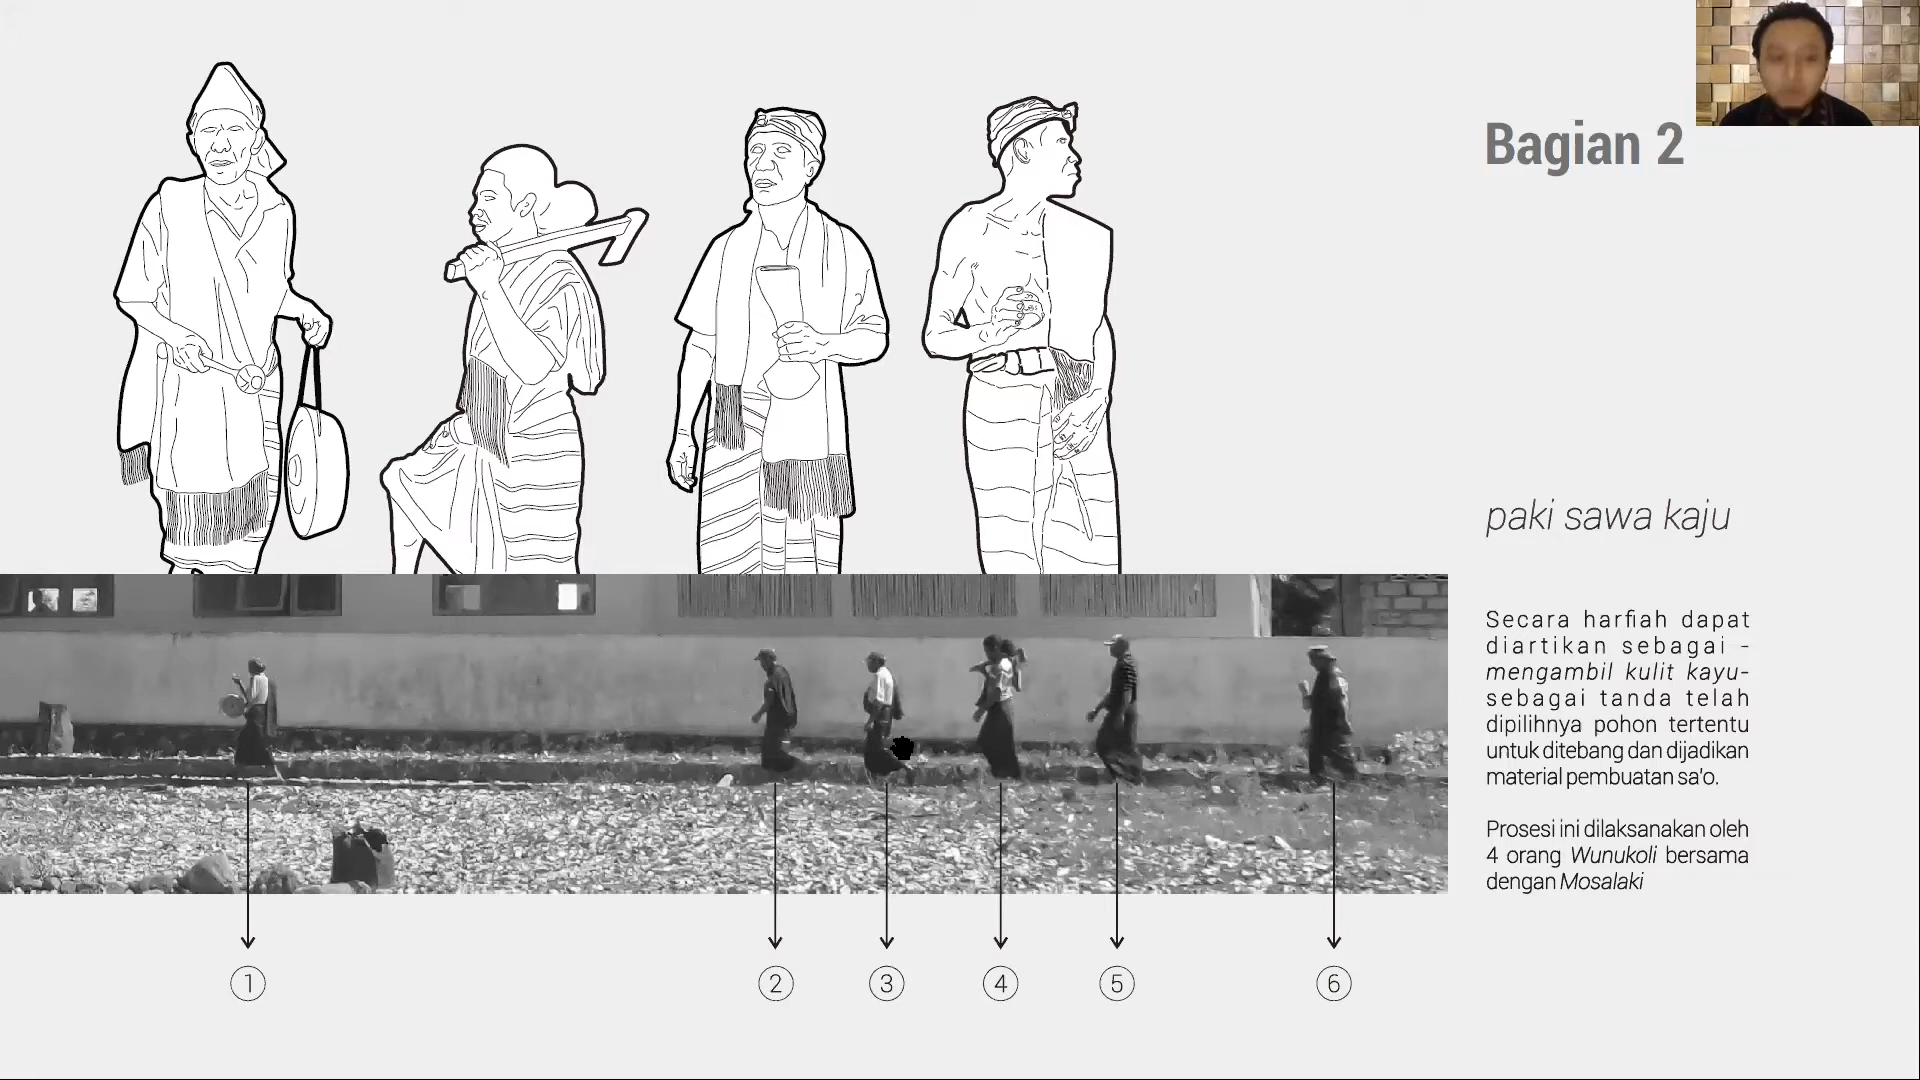 Bagian 2
paki sawa kaju
Secara harfiah dapat
diartikan sebagai -
mengambil kulit kayu-
sebagai tanda telah
dipilihnya pohon tertentu
untuk ditebang dan dijadikan
material pembuatan sa'o.
Prosesi ini dilaksanakan oleh
4 orang Wunukoli bersama
dengan Mosalaki
1 2 3 4 5 6